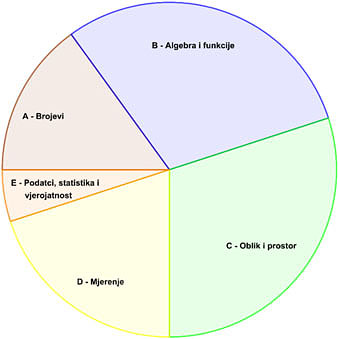 B - Algebra i funkcije
A - Brojevi
E - Podatci, statistika i
vjerojatnost
C - Oblik i prostor
D - Mjerenje